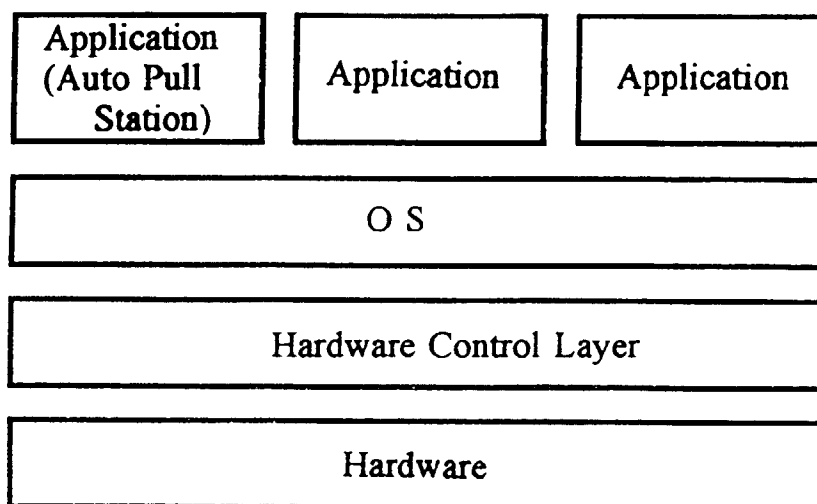 Application
(Auto Pull
Station)
Application
Application
O S
Hardware Control Layer
Hardware